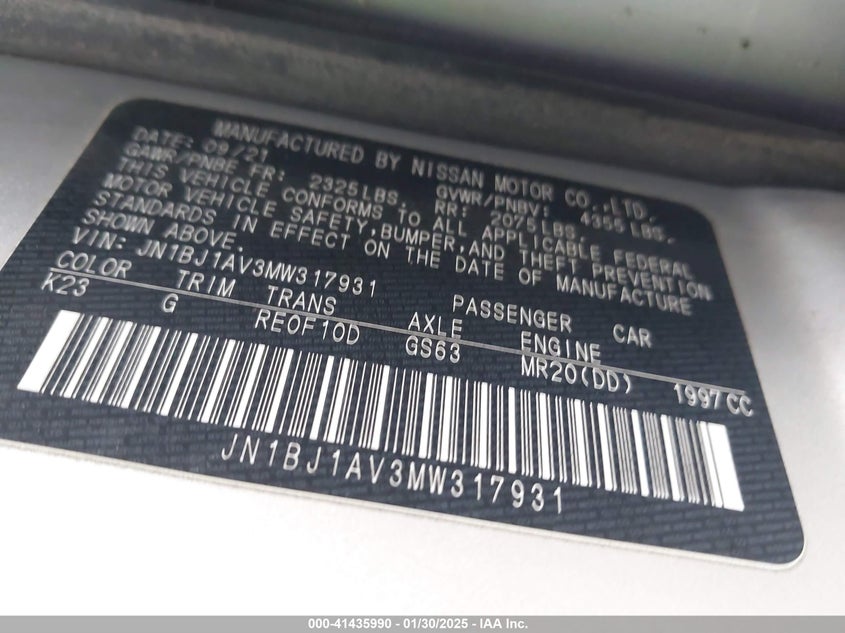 MANUFACTURED BY NISSAN MOTOR CO.,LTD.
DATE: 09/21 GVWR/PNBV: 4355 LBS.
GAWR/PNBE FR: 2325LBS. RR: 2075LBS.
THIS VEHICLE CONFORMS TO ALL APPLICABLE FEDERAL
MOTOR VEHICLE SAFETY,BUMPER,AND THEFT PREVENTION
STANDARDS IN EFFECT ON THE DATE OF MANUFACTURE
SHOWN ABOVE.
VIN: JN1BJ1AV3MW317931 PASSENGER CAR
COLOR TRIM TRANS AXLE ENGINE
K23 G RE0F10D GS63 MR20(DD) 1997CC
JN1BJ1AV3MW317931
000-41435990 - 01/30/2025 - IAA Inc.